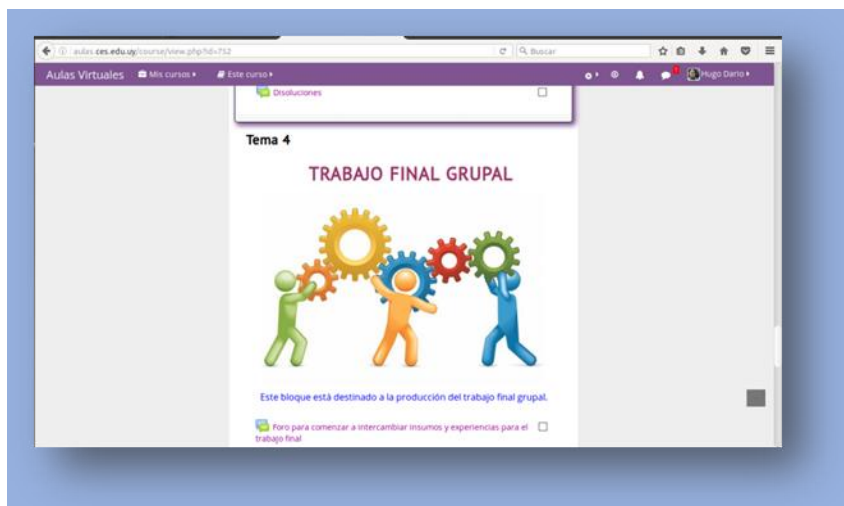 aulas.ces.edu.uy/course/view.php?id=752
Buscar
Aulas Virtuales Mis cursos Este curso Hugo Dario
Disoluciones
Tema 4
TRABAJO FINAL GRUPAL
Este bloque está destinado a la producción del trabajo final grupal.
Foro para comenzar a intercambiar insumos y experiencias para el
trabajo final